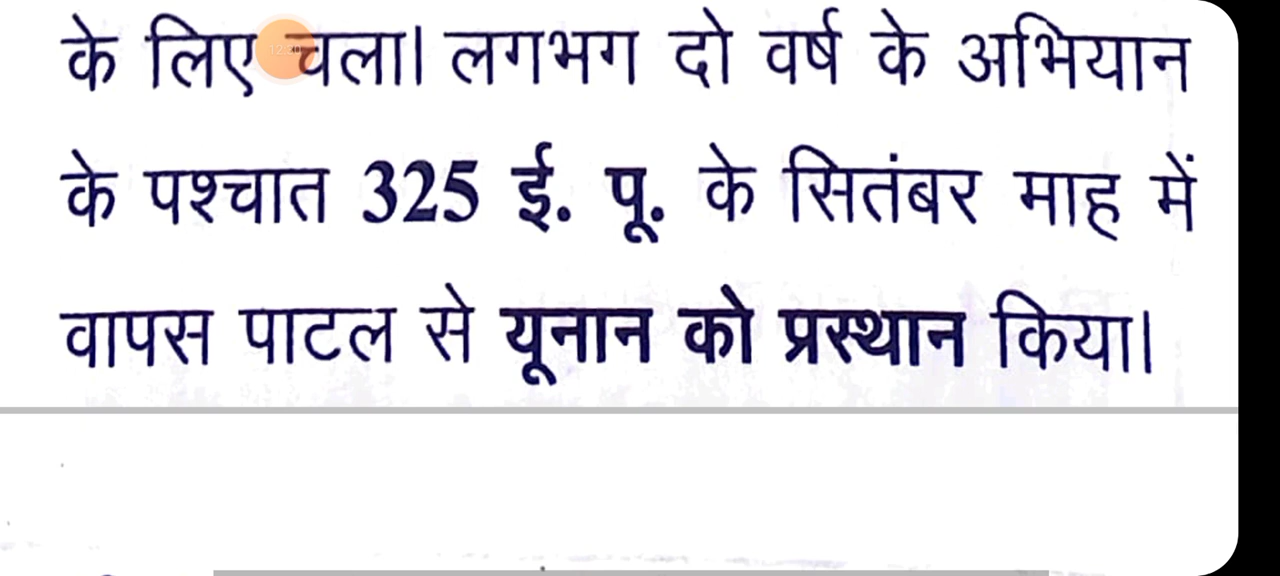 के लिए चला। लगभग दो वर्ष के अभियान
के पश्चात 325 ई. पू. के सितंबर माह में
वापस पाटल से यूनान को प्रस्थान किया।